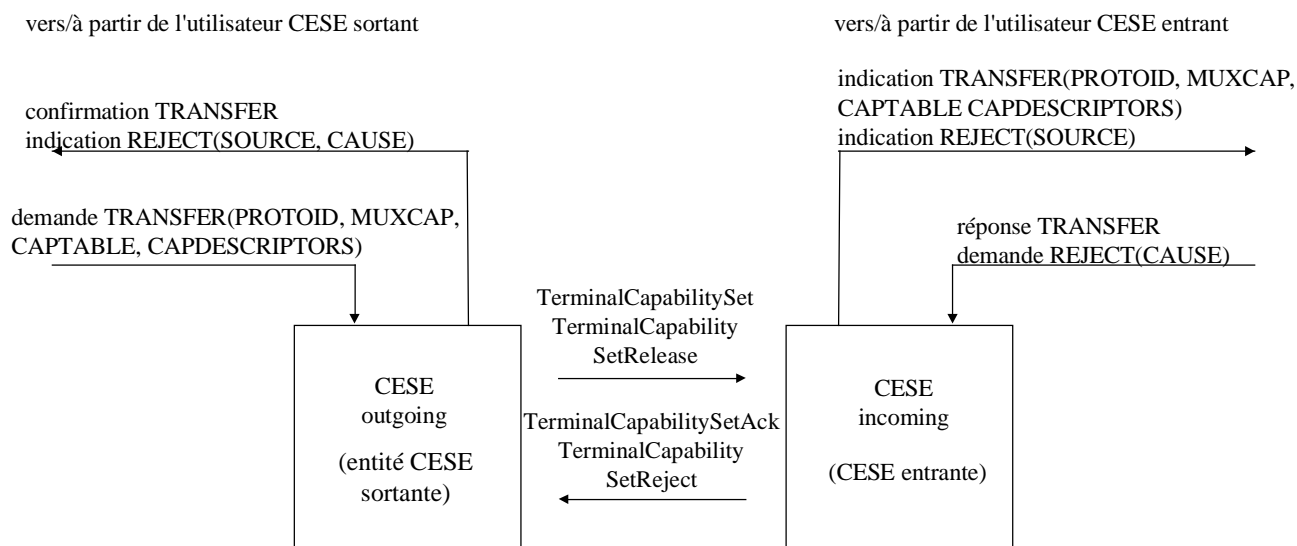 vers/à partir de l'utilisateur CESE sortant
vers/à partir de l'utilisateur CESE entrant
confirmation TRANSFER
indication REJECT(SOURCE, CAUSE)
indication TRANSFER(PROTOID, MUXCAP,
CAPTABLE CAPDESCRIPTORS)
indication REJECT(SOURCE)
demande TRANSFER(PROTOID, MUXCAP,
CAPTABLE, CAPDESCRIPTORS)
réponse TRANSFER
demande REJECT(CAUSE)
TerminalCapabilitySet
TerminalCapability
SetRelease
CESE
outgoing
(entité CESE
sortante)
TerminalCapabilitySetAck
TerminalCapability
SetReject
CESE
incoming
(CESE entrante)